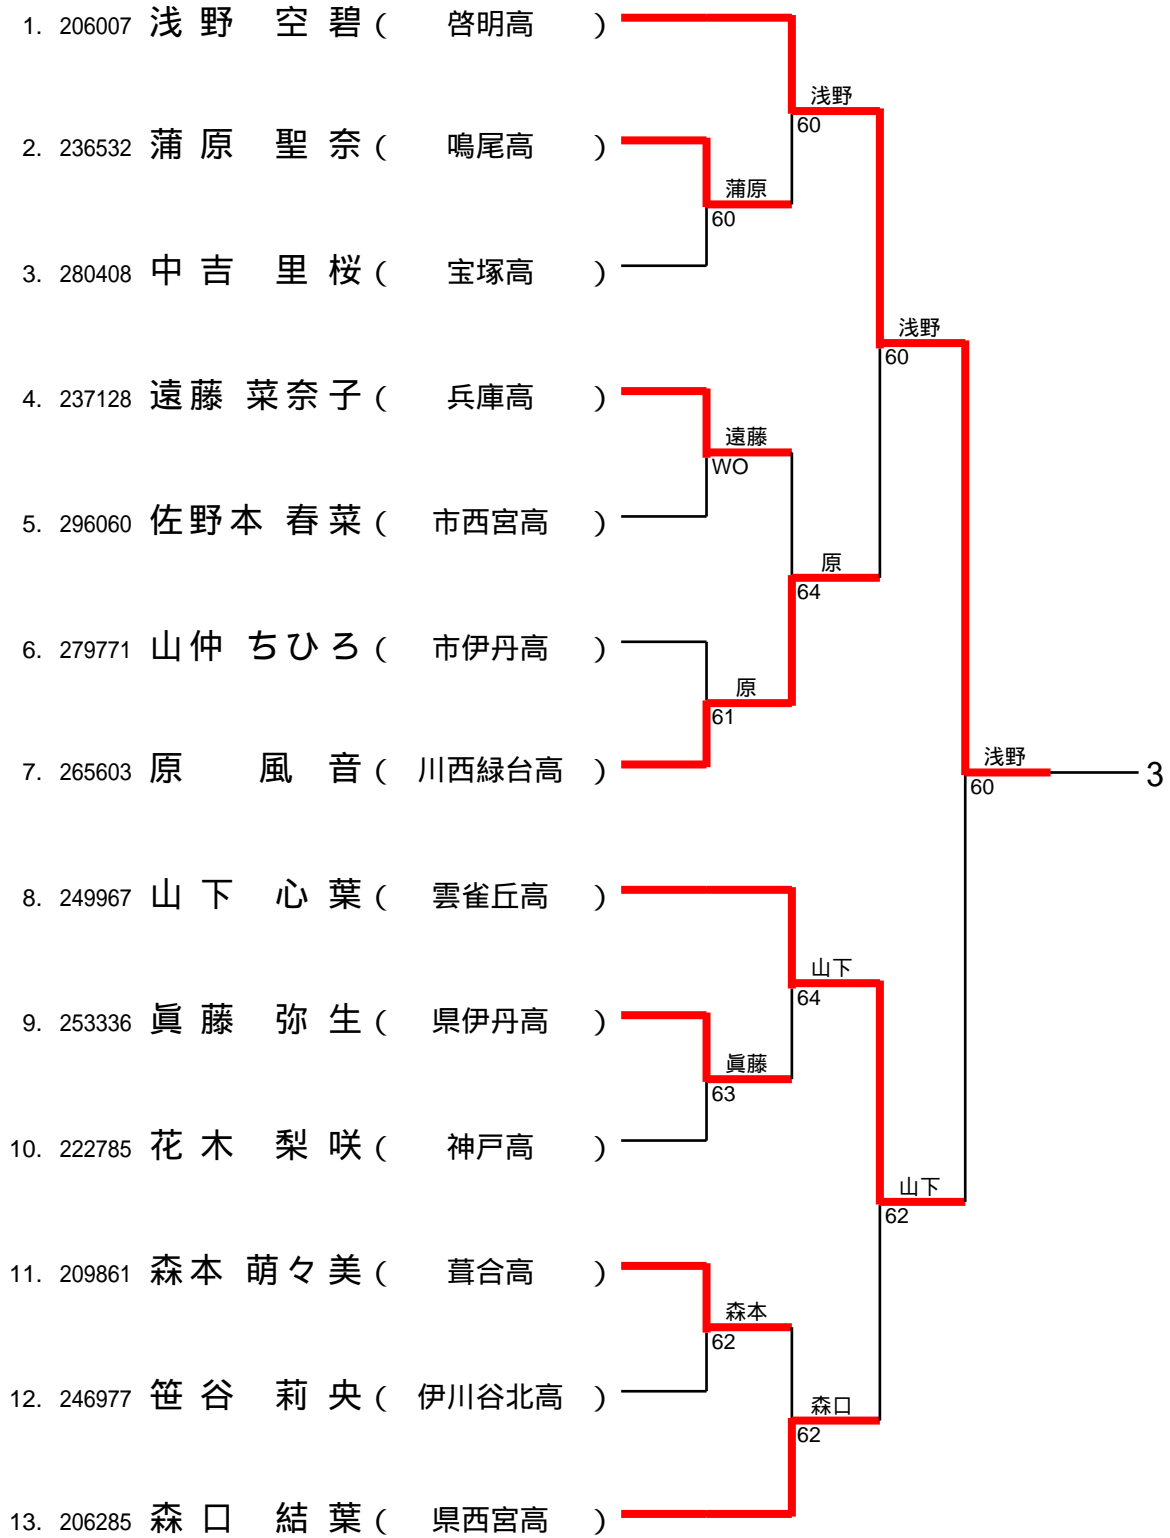 1. 206007 浅野 空碧 ( 啓明高 )
浅野
60
2. 236532 蒲原 聖奈 ( 鳴尾高 )
蒲原
60
3. 280408 中吉 里桜 ( 宝塚高 )
浅野
60
4. 237128 遠藤 菜奈子 ( 兵庫高 )
遠藤
WO
5. 296060 佐野本 春菜 ( 市西宮高 )
原
64
6. 279771 山仲 ちひろ ( 市伊丹高 )
原
61
7. 265603 原 風音 ( 川西緑台高 )
浅野
60
3
8. 249967 山下 心葉 ( 雲雀丘高 )
山下
64
9. 253336 眞藤 弥生 ( 県伊丹高 )
眞藤
63
10. 222785 花木 梨咲 ( 神戸高 )
山下
62
11. 209861 森本 萌々美 ( 葺合高 )
森本
62
12. 246977 笹谷 莉央 ( 伊川谷北高 )
森口
62
13. 206285 森口 結葉 ( 県西宮高 )